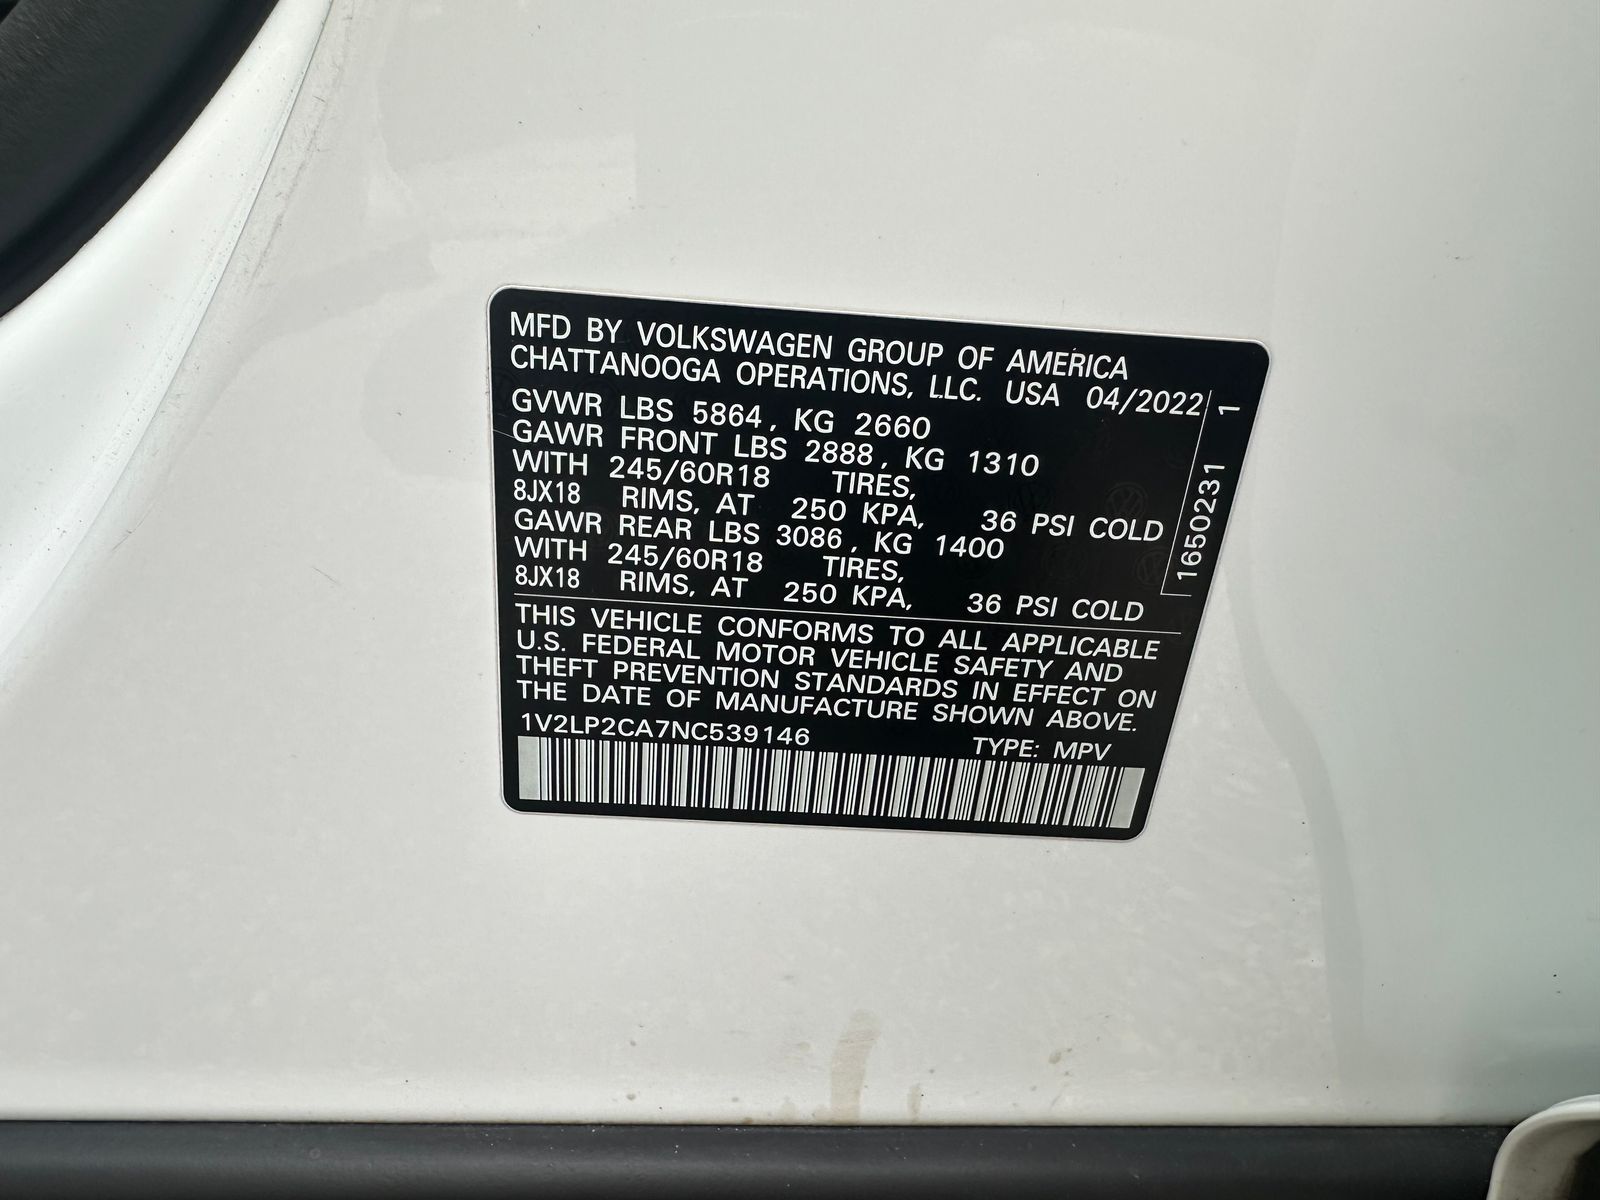 MFD BY VOLKSWAGEN GROUP OF AMERICA
CHATTANOOGA OPERATIONS, LLC. USA 04/2022
GVWR LBS 5864, KG 2660
GAWR FRONT LBS 2888, KG 1310
WITH 245/60R18 TIRES,
8JX18 RIMS, AT 250 KPA, 36 PSI COLD
GAWR REAR LBS 3086, KG 1400
WITH 245/60R18 TIRES,
8JX18 RIMS, AT 250 KPA, 36 PSI COLD
1650231 1
THIS VEHICLE CONFORMS TO ALL APPLICABLE
U.S. FEDERAL MOTOR VEHICLE SAFETY AND
THEFT PREVENTION STANDARDS IN EFFECT ON
THE DATE OF MANUFACTURE SHOWN ABOVE.
1V2LP2CA7NC539146 TYPE: MPV